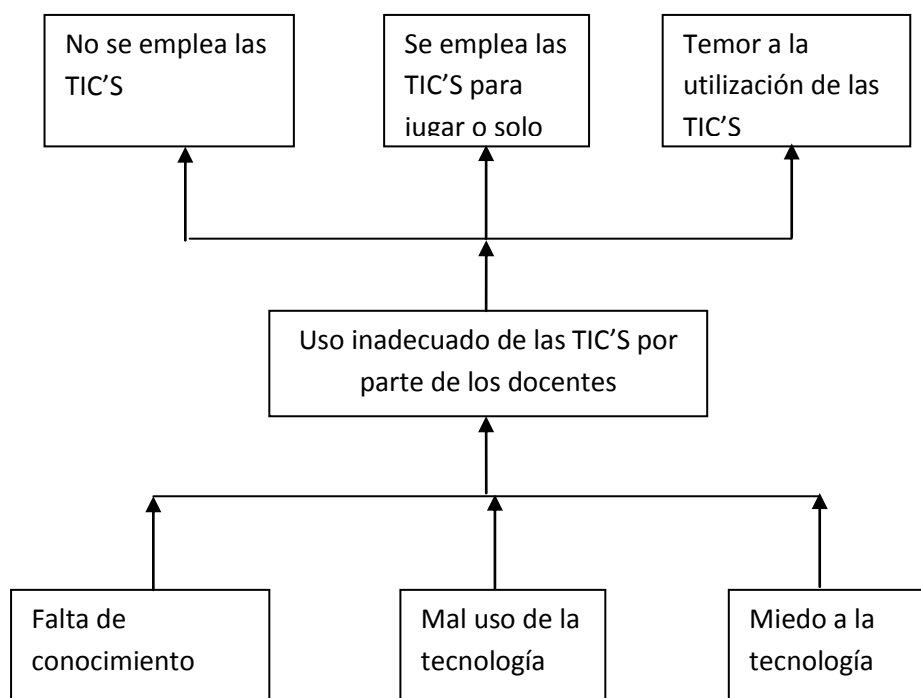 No se emplea las
TIC’S
Se emplea las
TIC’S para
jugar o solo
Temor a la
utilización de las
TIC’S
Uso inadecuado de las TIC’S por
parte de los docentes
Falta de
conocimiento
Mal uso de la
tecnología
Miedo a la
tecnología